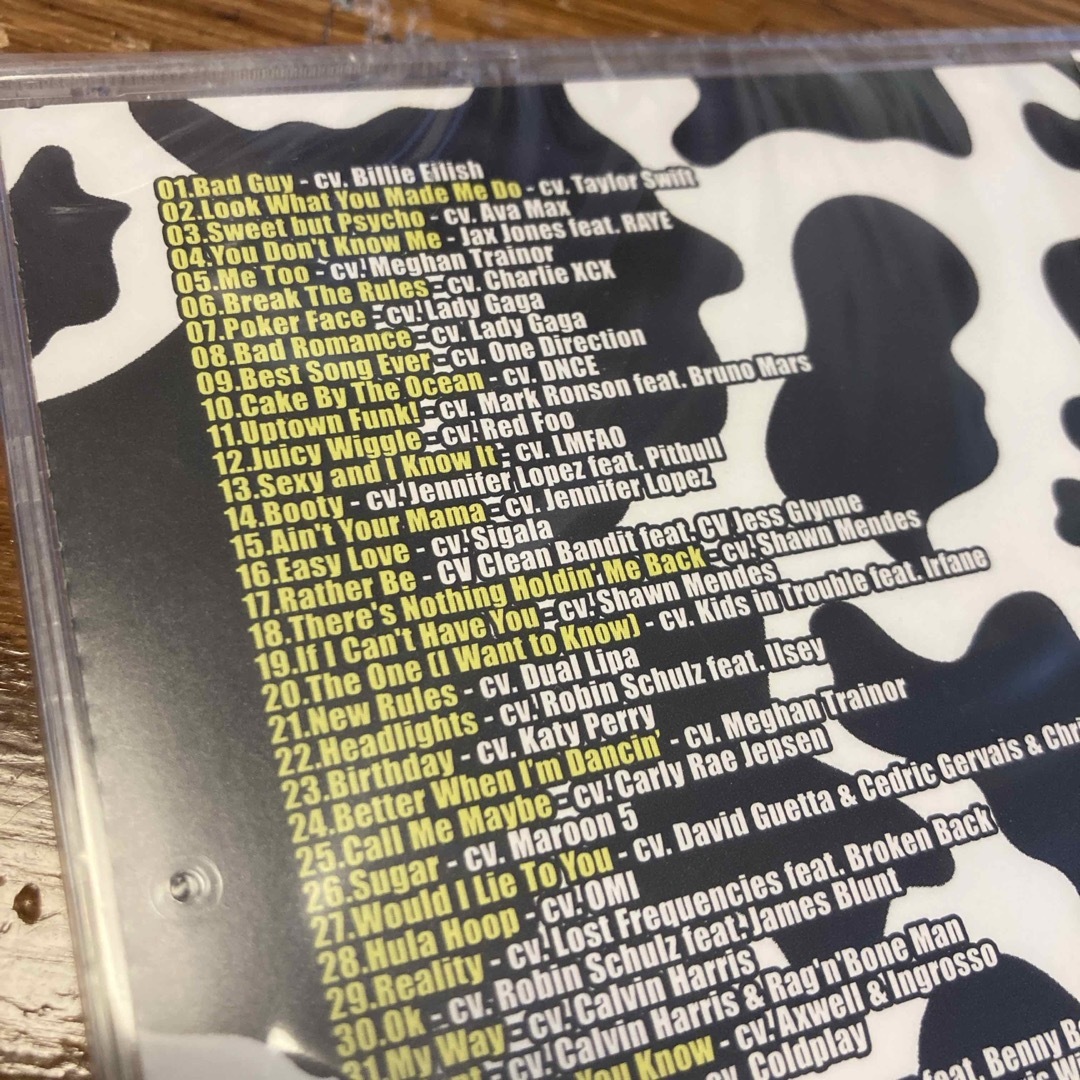 01.Bad Guy - cv. Billie Eilish
02.Look What You Made Me Do - cv. Taylor Swift
03.Sweet but Psycho - cv. Ava Max
04.You Don't Know Me - Jax Jones feat. RAYE
05.Me Too - cv. Meghan Trainor
06.Break The Rules - cv. Charlie XCX
07.Poker Face - cv. Lady Gaga
08.Bad Romance - cv. Lady Gaga
09.Best Song Ever - cv. One Direction
10.Cake By The Ocean - cv. DNCE
11.Uptown Funk! - cv. Mark Ronson feat. Bruno Mars
12.Juicy Wiggle - cv. Red Foo
13.Sexy and I Know It - cv. LMFAO
14.Booty - cv. Jennifer Lopez feat. Pitbull
15.Ain't Your Mama - cv. Jennifer Lopez
16.Easy Love - cv. Sigala
17.Rather Be - CV Clean Bandit feat. CV Jess Glynne
18.There's Nothing Holdin' Me Back - cv. Shawn Mendes
19.If I Can't Have You - cv. Shawn Mendes
20.The One (I Want to Know) - cv. Kids in Trouble feat. Irfane
21.New Rules - cv. Dual Lipa
22.Headlights - cv. Robin Schulz feat. Ilsey
23.Birthday - cv. Katy Perry
24.Better When I'm Dancin' - cv. Meghan Trainor
25.Call Me Maybe - cv. Carly Rae Jepsen
26.Sugar - cv. Maroon 5
27.Would I Lie To You - cv. David Guetta & Cedric Gervais & Chri
28.Hula Hoop - cv. OMI
29.Reality - cv. Lost Frequencies feat. Broken Back
30.Ok - cv. Robin Schulz feat. James Blunt
31.My Way - cv. Calvin Harris
- cv. Calvin Harris & Rag'n'Bone Man
You Know - cv. Axwell & Ingrosso
cv. Coldplay
feat. Benny